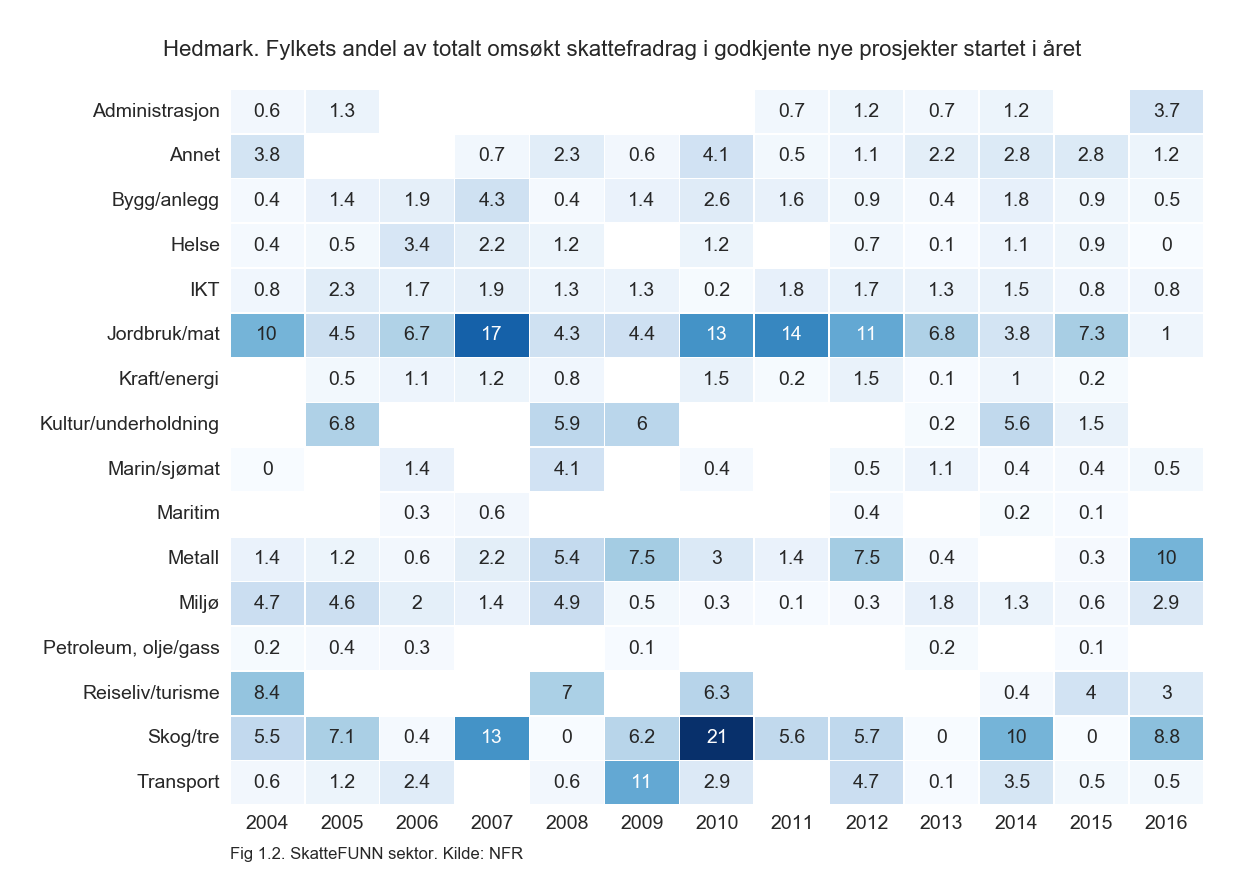 Hedmark. Fylkets andel av totalt omsøkt skattefradrag i godkjente nye prosjekter startet i året
Administrasjon 0.6 1.3 0.7 1.2 0.7 1.2 3.7
Annet 3.8 0.7 2.3 0.6 4.1 0.5 1.1 2.2 2.8 2.8 1.2
Bygg/anlegg 0.4 1.4 1.9 4.3 0.4 1.4 2.6 1.6 0.9 0.4 1.8 0.9 0.5
Helse 0.4 0.5 3.4 2.2 1.2 1.2 0.7 0.1 1.1 0.9 0
IKT 0.8 2.3 1.7 1.9 1.3 1.3 0.2 1.8 1.7 1.3 1.5 0.8 0.8
Jordbruk/mat 10 4.5 6.7 17 4.3 4.4 13 14 11 6.8 3.8 7.3 1
Kraft/energi 0.5 1.1 1.2 0.8 1.5 0.2 1.5 0.1 1 0.2
Kultur/underholdning 6.8 5.9 6 0.2 5.6 1.5
Marin/sjømat 0 1.4 4.1 0.4 0.5 1.1 0.4 0.4 0.5
Maritim 0.3 0.6 0.4 0.2 0.1
Metall 1.4 1.2 0.6 2.2 5.4 7.5 3 1.4 7.5 0.4 0.3 10
Miljø 4.7 4.6 2 1.4 4.9 0.5 0.3 0.1 0.3 1.8 1.3 0.6 2.9
Petroleum, olje/gass 0.2 0.4 0.3 0.1 0.2 0.1
Reiseliv/turisme 8.4 7 6.3 0.4 4 3
Skog/tre 5.5 7.1 0.4 13 0 6.2 21 5.6 5.7 0 10 0 8.8
Transport 0.6 1.2 2.4 0.6 11 2.9 4.7 0.1 3.5 0.5 0.5
2004 2005 2006 2007 2008 2009 2010 2011 2012 2013 2014 2015 2016
Fig 1.2. SkatteFUNN sektor. Kilde: NFR